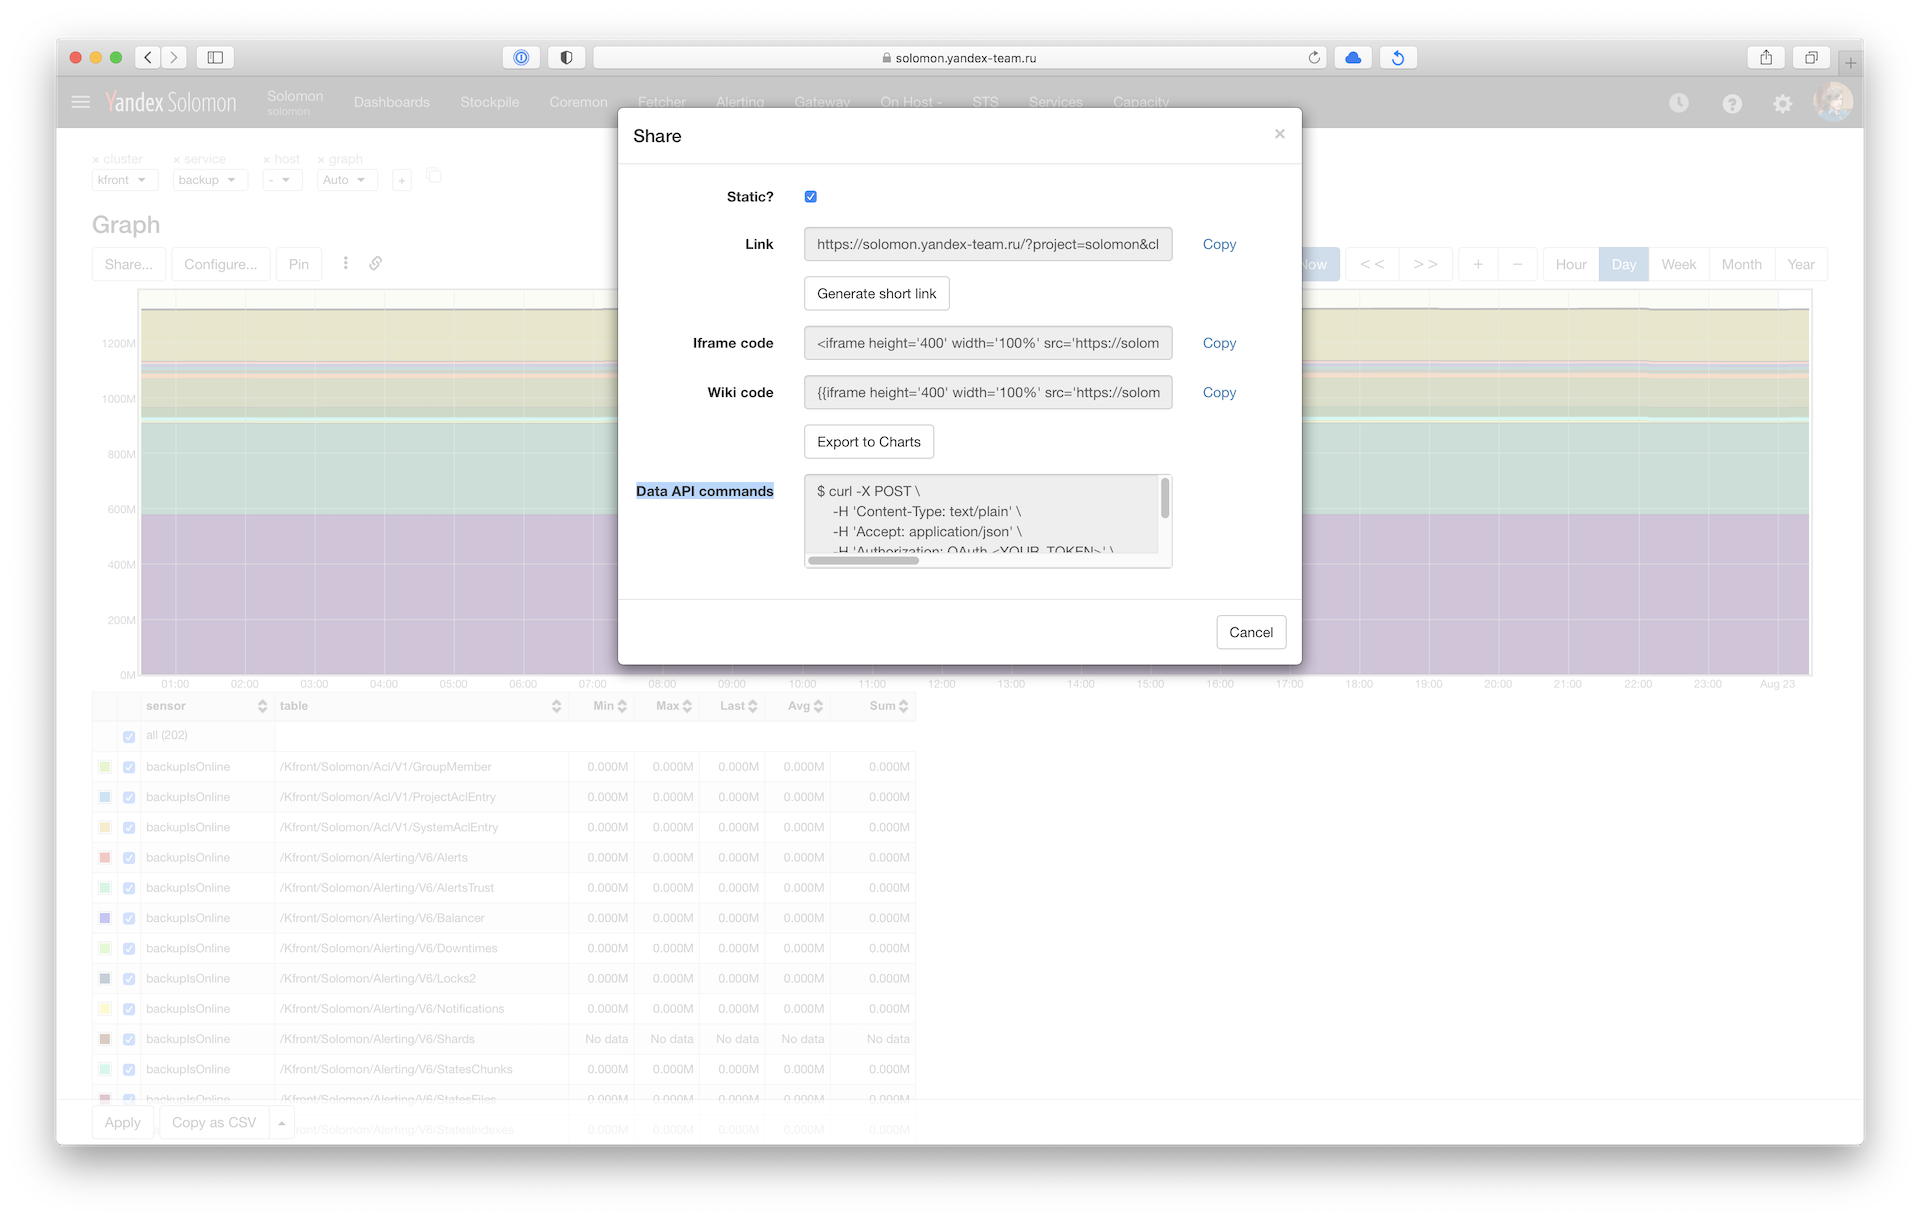 solomon.yandex-team.ru
Yandex Solomon
Solomon
solomon
Dashboards Stockpile Coremon Fetcher Alerting Gateway On Host - STS Services Capacity
× cluster × service × host × graph
kfront backup - Auto +
Graph
Share... Configure... Pin
Now << >> + − Hour Day Week Month Year
Share ×
Static?
Link https://solomon.yandex-team.ru/?project=solomon&cl Copy
Generate short link
Iframe code <iframe height='400' width='100%' src='https://solom Copy
Wiki code {{iframe height='400' width='100%' src='https://solom Copy
Export to Charts
Data API commands $ curl -X POST \
-H 'Content-Type: text/plain' \
-H 'Accept: application/json' \
-H 'Authorization: OAuth <YOUR_TOKEN>' \
Cancel
1200M
1000M
800M
600M
400M
200M
0M
01:00 02:00 03:00 04:00 05:00 06:00 07:00 08:00 09:00 10:00 11:00 12:00 13:00 14:00 15:00 16:00 17:00 18:00 19:00 20:00 21:00 22:00 23:00 Aug 23
sensor table Min Max Last Avg Sum
all (202)
backupIsOnline /Kfront/Solomon/Acl/V1/GroupMember 0.000M 0.000M 0.000M 0.000M 0.000M
backupIsOnline /Kfront/Solomon/Acl/V1/ProjectAclEntry 0.000M 0.000M 0.000M 0.000M 0.000M
backupIsOnline /Kfront/Solomon/Acl/V1/SystemAclEntry 0.000M 0.000M 0.000M 0.000M 0.000M
backupIsOnline /Kfront/Solomon/Alerting/V6/Alerts 0.000M 0.000M 0.000M 0.000M 0.000M
backupIsOnline /Kfront/Solomon/Alerting/V6/AlertsTrust 0.000M 0.000M 0.000M 0.000M 0.000M
backupIsOnline /Kfront/Solomon/Alerting/V6/Balancer 0.000M 0.000M 0.000M 0.000M 0.000M
backupIsOnline /Kfront/Solomon/Alerting/V6/Downtimes 0.000M 0.000M 0.000M 0.000M 0.000M
backupIsOnline /Kfront/Solomon/Alerting/V6/Locks2 0.000M 0.000M 0.000M 0.000M 0.000M
backupIsOnline /Kfront/Solomon/Alerting/V6/Notifications 0.000M 0.000M 0.000M 0.000M 0.000M
backupIsOnline /Kfront/Solomon/Alerting/V6/Shards No data No data No data No data No data
backupIsOnline /Kfront/Solomon/Alerting/V6/StatesChunks 0.000M 0.000M 0.000M 0.000M 0.000M
backupIsOnline /Kfront/Solomon/Alerting/V6/StatesFiles 0.000M 0.000M 0.000M 0.000M 0.000M
ront/Solomon/Alerting/V6/StatesIndexes 0.000M 0.000M 0.000M 0.000M 0.000M
Apply Copy as CSV